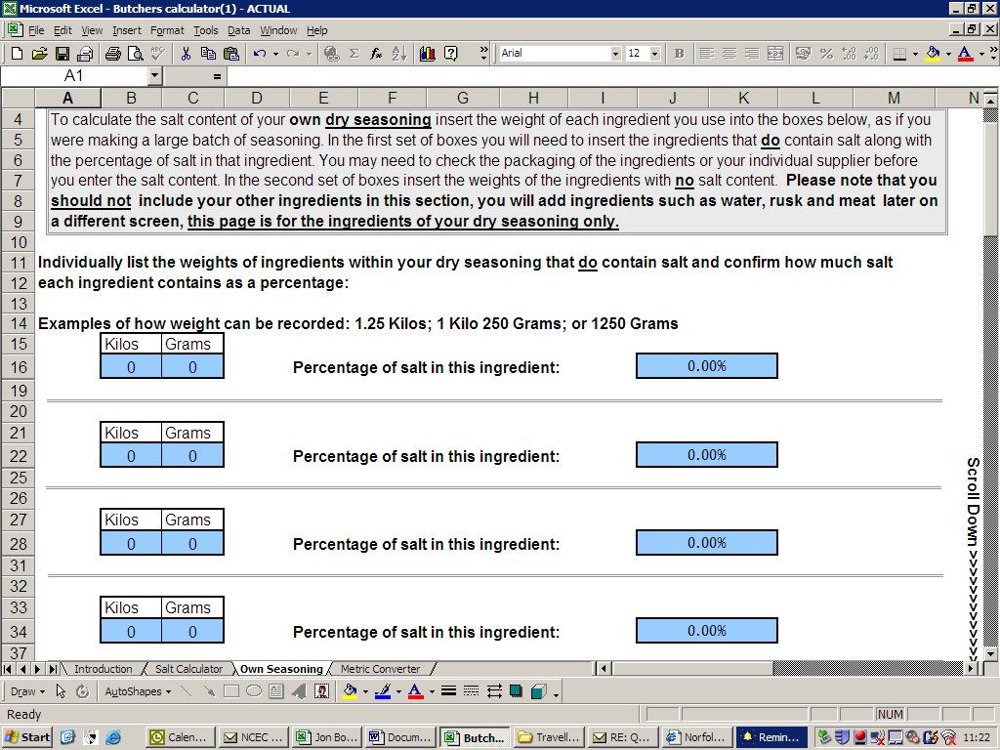 Microsoft Excel - Butchers calculator(1) - ACTUAL
File Edit View Insert Format Tools Data Window Help
Arial 12 B
A1 =
A B C D E F G H I J K L M N
4 To calculate the salt content of your own dry seasoning insert the weight of each ingredient you use into the boxes below, as if you
5 were making a large batch of seasoning. In the first set of boxes you will need to insert the ingredients that do contain salt along with
6 the percentage of salt in that ingredient. You may need to check the packaging of the ingredients or your individual supplier before
7 you enter the salt content. In the second set of boxes insert the weights of the ingredients with no salt content. Please note that you
8 should not include your other ingredients in this section, you will add ingredients such as water, rusk and meat later on
9 a different screen, this page is for the ingredients of your dry seasoning only.
10
11 Individually list the weights of ingredients within your dry seasoning that do contain salt and confirm how much salt
12 each ingredient contains as a percentage:
13
14 Examples of how weight can be recorded: 1.25 Kilos; 1 Kilo 250 Grams; or 1250 Grams
15 Kilos Grams
16 0 0 Percentage of salt in this ingredient: 0.00%
19
20
21 Kilos Grams
22 0 0 Percentage of salt in this ingredient: 0.00%
25
26
27 Kilos Grams
28 0 0 Percentage of salt in this ingredient: 0.00%
31
32
33 Kilos Grams
34 0 0 Percentage of salt in this ingredient: 0.00%
37
Scroll Down >>>>>>>>>
Introduction Salt Calculator Own Seasoning Metric Converter
Draw AutoShapes
Ready NUM
Start Calen... NCEC ... Jon Bo... Docum... Butch... Travell... RE: Q... Norfol... Remin... 11:22